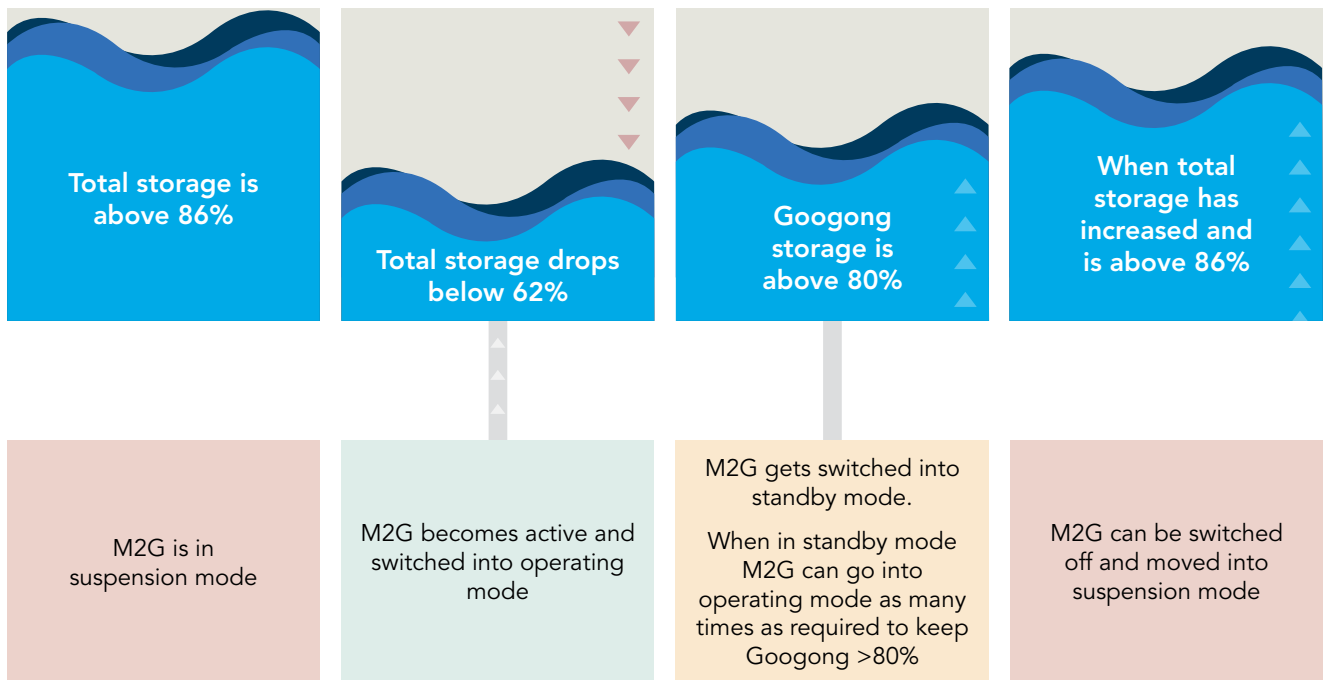 Total storage is
above 86%
Total storage drops
below 62%
Googong
storage is
above 80%
When total
storage has
increased and
is above 86%
M2G is in
suspension mode
M2G becomes active and
switched into operating
mode
M2G gets switched into
standby mode.
When in standby mode
M2G can go into
operating mode as many
times as required to keep
Googong >80%
M2G can be switched
off and moved into
suspension mode